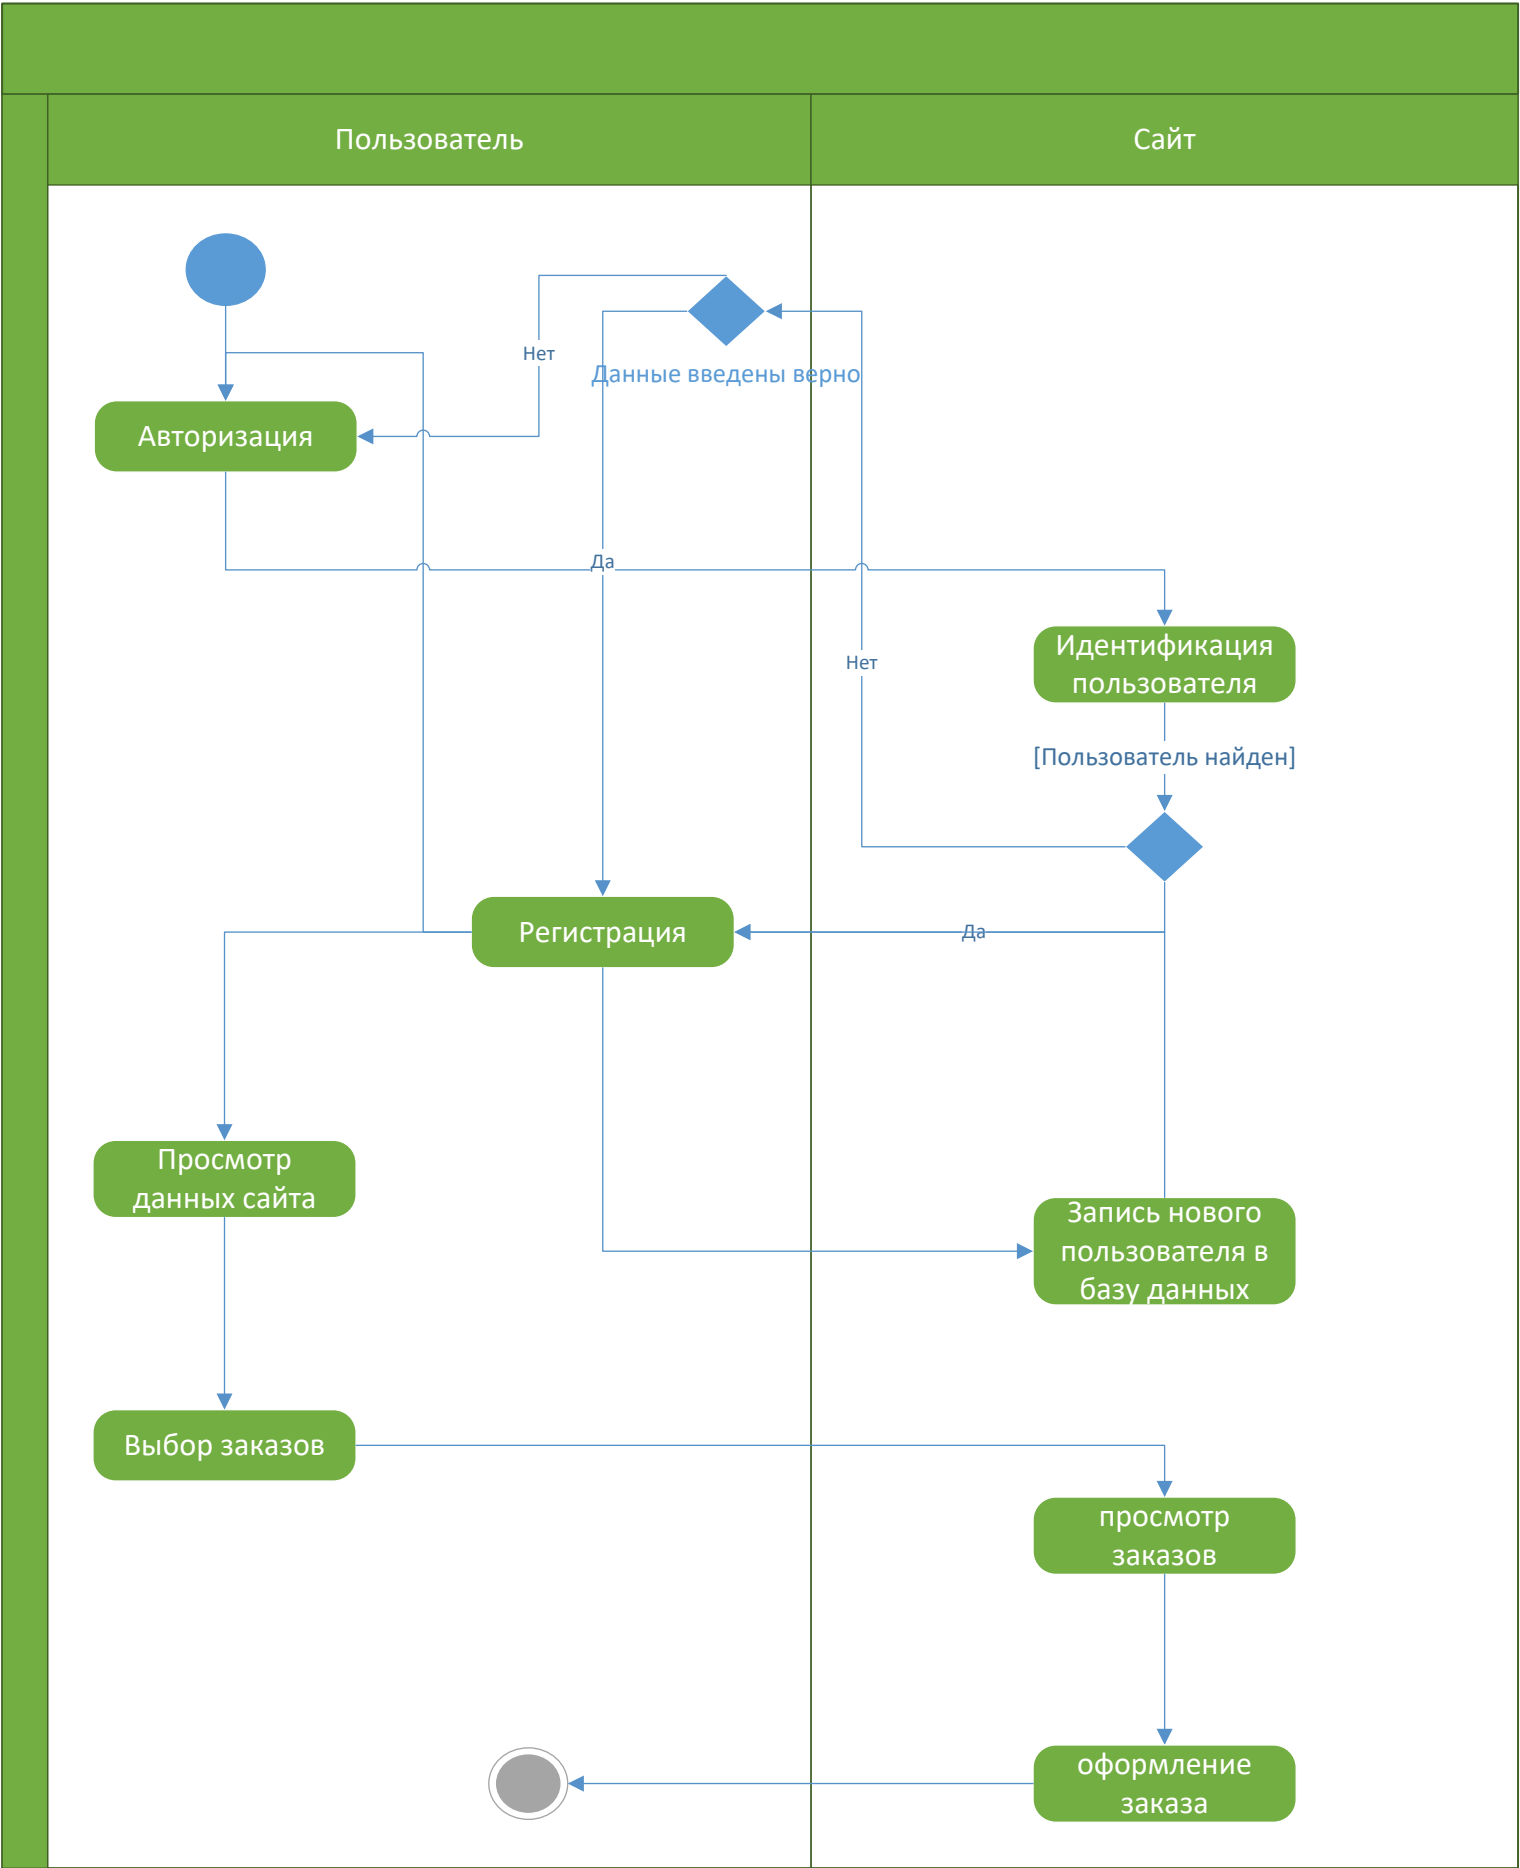 Пользователь
Сайт
Нет
Данные введены верно
Авторизация
Да
Идентификация
пользователя
Нет
[Пользователь найден]
Регистрация
Да
Просмотр
данных сайта
Запись нового
пользователя в
базу данных
Выбор заказов
просмотр
заказов
оформление
заказа